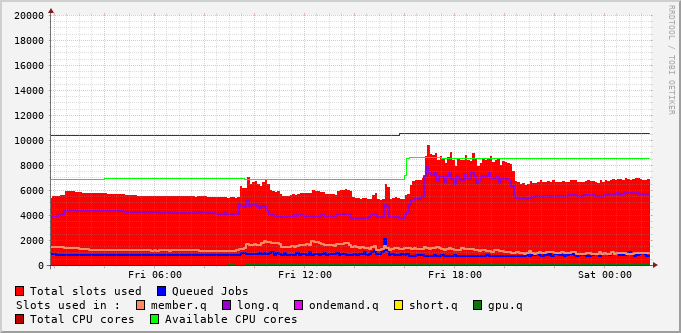 20000
18000
16000
14000
12000
10000
8000
6000
4000
2000
0
Fri 06:00 Fri 12:00 Fri 18:00 Sat 00:00
Total slots used Queued Jobs
Slots used in : member.q long.q ondemand.q short.q gpu.q
Total CPU cores Available CPU cores
RRDTOOL / TOBI OETIKER